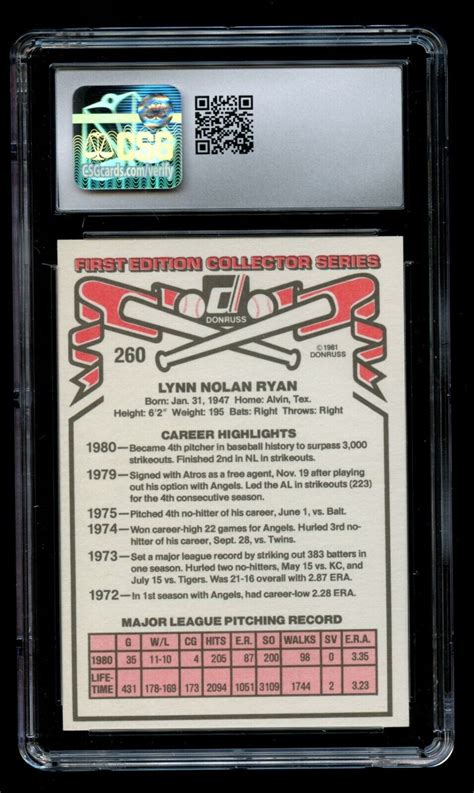 CSG
CSGcards.com/verify
FIRST EDITION COLLECTOR SERIES
DONRUSS
260
© 1981
DONRUSS
LYNN NOLAN RYAN
Born: Jan. 31, 1947 Home: Alvin, Tex.
Height: 6'2" Weight: 195 Bats: Right Throws: Right
CAREER HIGHLIGHTS
1980—Became 4th pitcher in baseball history to surpass 3,000
strikeouts. Finished 2nd in NL in strikeouts.
1979—Signed with Atros as a free agent, Nov. 19 after playing
out his option with Angels. Led the AL in strikeouts (223)
for the 4th consecutive season.
1975—Pitched 4th no-hitter of his career, June 1, vs. Balt.
1974—Won career-high 22 games for Angels. Hurled 3rd no-
hitter of his career, Sept. 28, vs. Twins.
1973—Set a major league record by striking out 383 batters in
one season. Hurled two no-hitters, May 15 vs. KC, and
July 15 vs. Tigers. Was 21-16 overall with 2.87 ERA.
1972—In 1st season with Angels, had career-low 2.28 ERA.
MAJOR LEAGUE PITCHING RECORD
G W/L CG HITS E.R. SO WALKS SV E.R.A.
1980 35 11-10 4 205 87 200 98 0 3.35
LIFE-
TIME 431 178-169 173 2094 1051 3109 1744 2 3.23